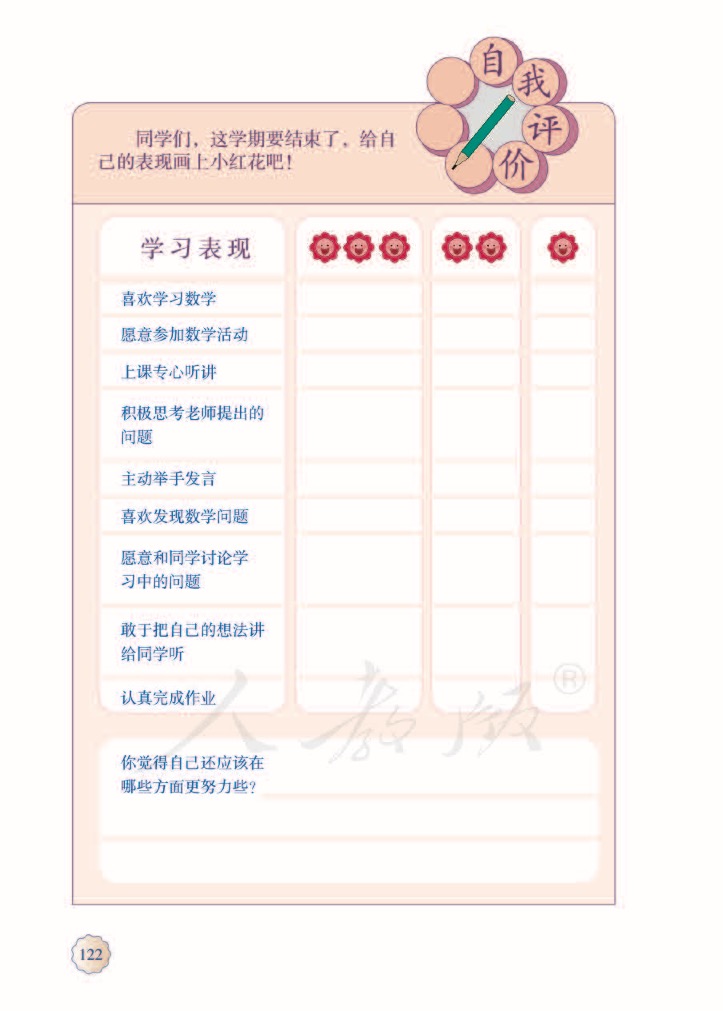 自我评价
同学们，这学期要结束了，给自
己的表现画上小红花吧！
学习表现
喜欢学习数学
愿意参加数学活动
上课专心听讲
积极思考老师提出的
问题
主动举手发言
喜欢发现数学问题
愿意和同学讨论学
习中的问题
敢于把自己的想法讲
给同学听
认真完成作业
人教版®
你觉得自己还应该在
哪些方面更努力些？
122